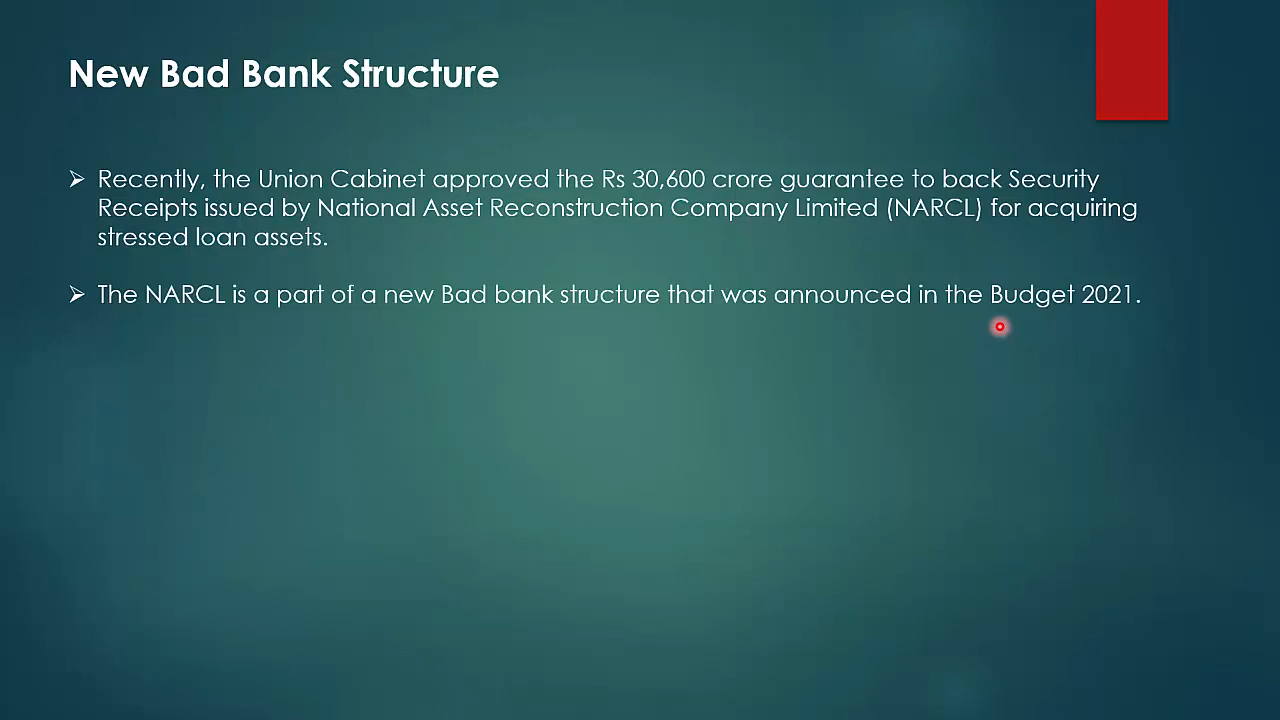 New Bad Bank Structure
Recently, the Union Cabinet approved the Rs 30,600 crore guarantee to back Security
Receipts issued by National Asset Reconstruction Company Limited (NARCL) for acquiring
stressed loan assets.
The NARCL is a part of a new Bad bank structure that was announced in the Budget 2021.